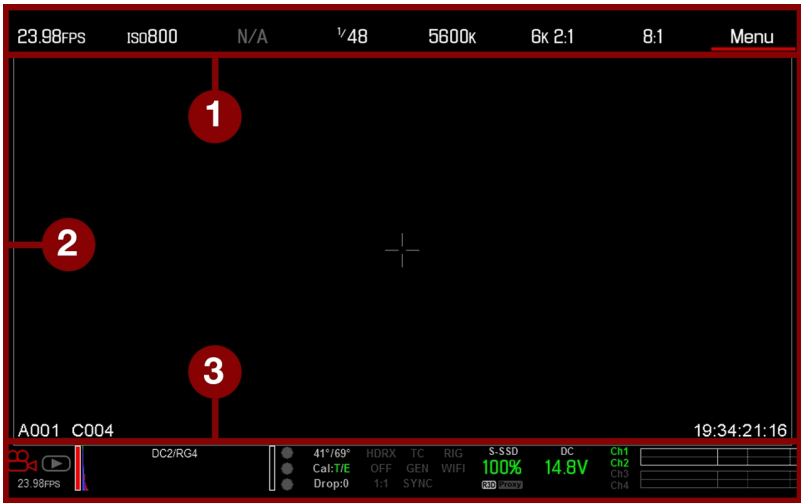 23.98FPS ISO800 N/A 1/48 5600K 6K 2:1 8:1 Menu
1
2
3
A001 C004 19:34:21:16
DC2/RG4 41°/69° HDRX TC RIG S-SSD DC Ch1
Cal:T/E OFF GEN WIFI 100% 14.8V Ch2
23.98FPS Drop:0 1:1 SYNC R3D Proxy Ch3
Ch4